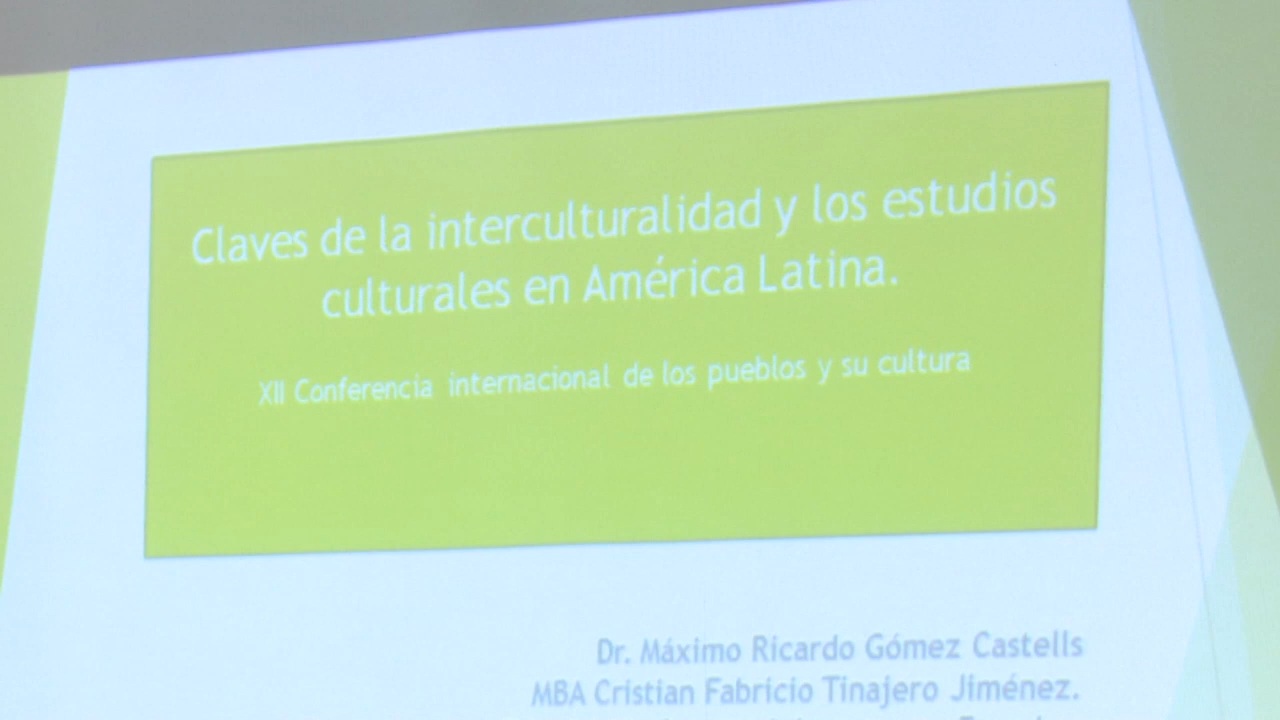 Claves de la interculturalidad y los estudios
culturales en América Latina.
XII Conferencia internacional de los pueblos y su cultura
Dr. Máximo Ricardo Gómez Castells
MBA Cristian Fabricio Tinajero Jiménez.